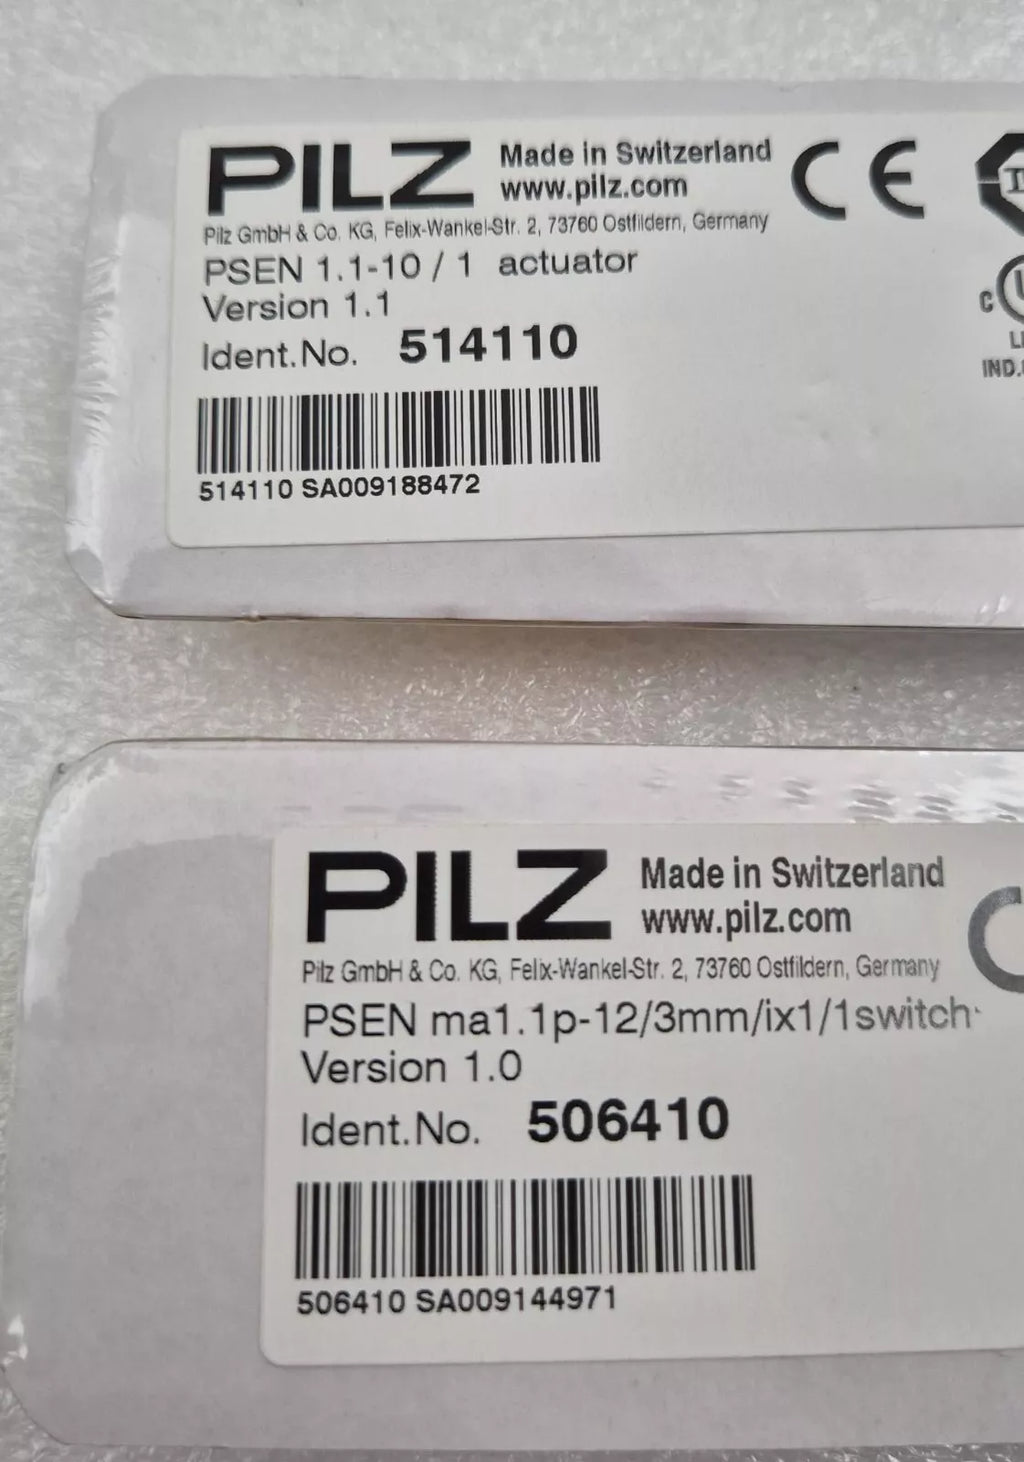 PILZ
Made in Switzerland
www.pilz.com
CE
Pilz GmbH & Co. KG, Felix-Wankel-Str. 2, 73760 Ostfildern, Germany
PSEN 1.1-10 / 1 actuator
Version 1.1
Ident.No. 514110
514110 SA009188472
C
IND.
PILZ
Made in Switzerland
www.pilz.com
Pilz GmbH & Co. KG, Felix-Wankel-Str. 2, 73760 Ostfildern, Germany
PSEN ma1.1p-12/3mm/ix1/1switch
Version 1.0
Ident.No. 506410
506410 SA009144971